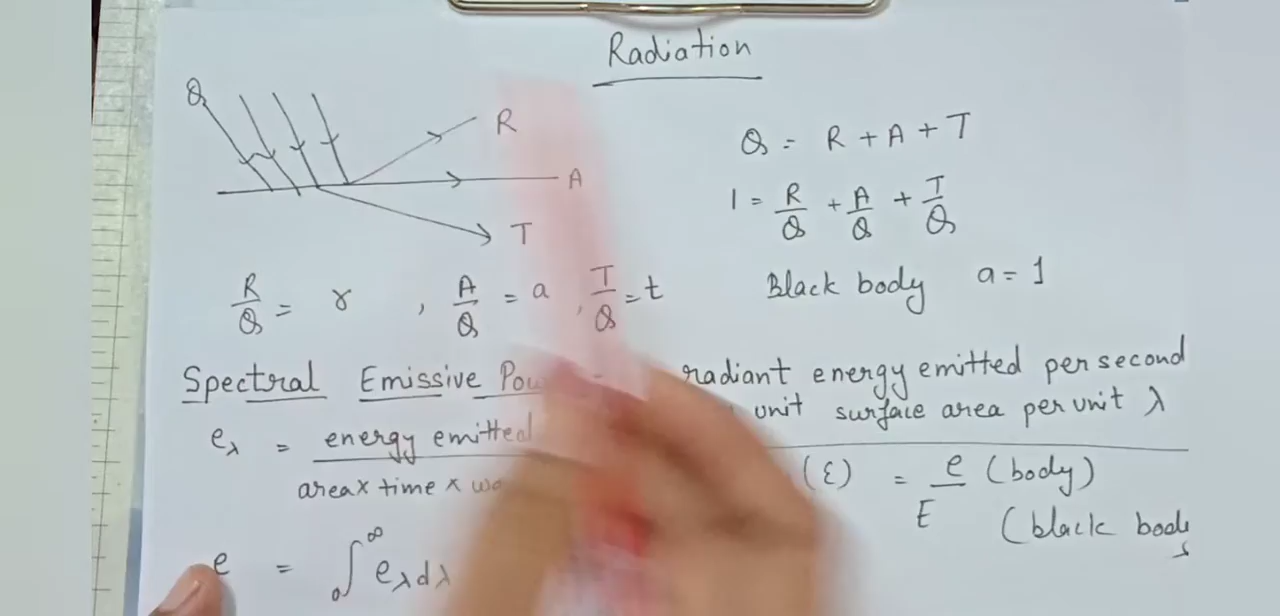 Radiation
Q
R
A
T
Q = R + A + T
1 = R/Q + A/Q + T/Q
R/Q = r , A/Q = a , T/Q = t
Black body a = 1
Spectral Emissive
radiant energy emitted per second
unit surface area per unit λ
eλ = energy emitted / area × time ×
(ε) = e (body) / E (black body
e = ∫₀^∞ eλ dλ